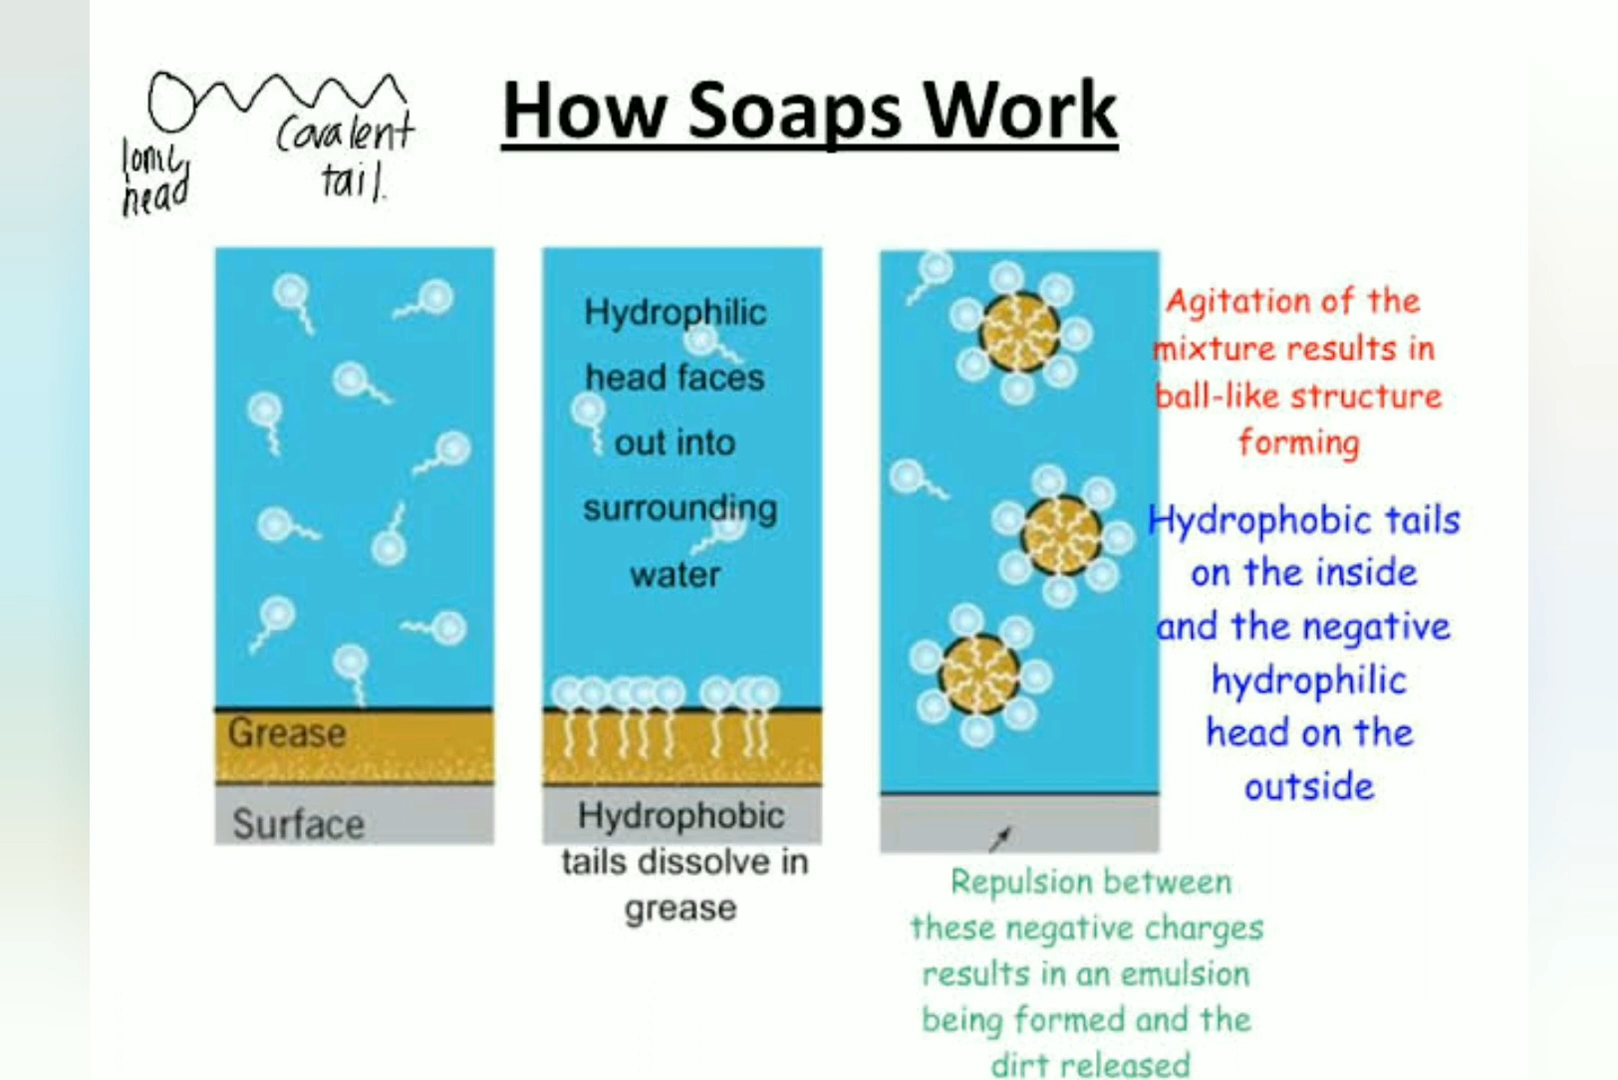 How Soaps Work
Ionic
head
Covalent
tail.
Grease
Surface
Hydrophilic
head faces
out into
surrounding
water
Hydrophobic
tails dissolve in
grease
Agitation of the
mixture results in
ball-like structure
forming
Hydrophobic tails
on the inside
and the negative
hydrophilic
head on the
outside
Repulsion between
these negative charges
results in an emulsion
being formed and the
dirt released